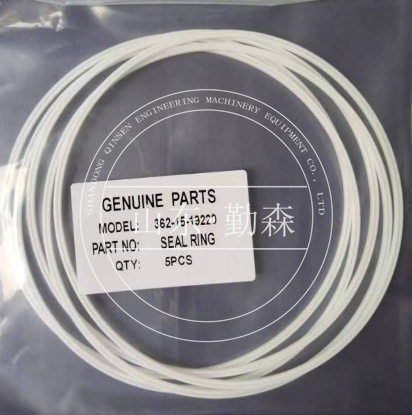 SHANDONG QINSEN ENGINEERING MACHINERY EQUIPMENT CO., LTD
GENUINE PARTS
MODEL: 362-15-19220
山东 勤森
PART NO: SEAL RING
QTY: 5PCS